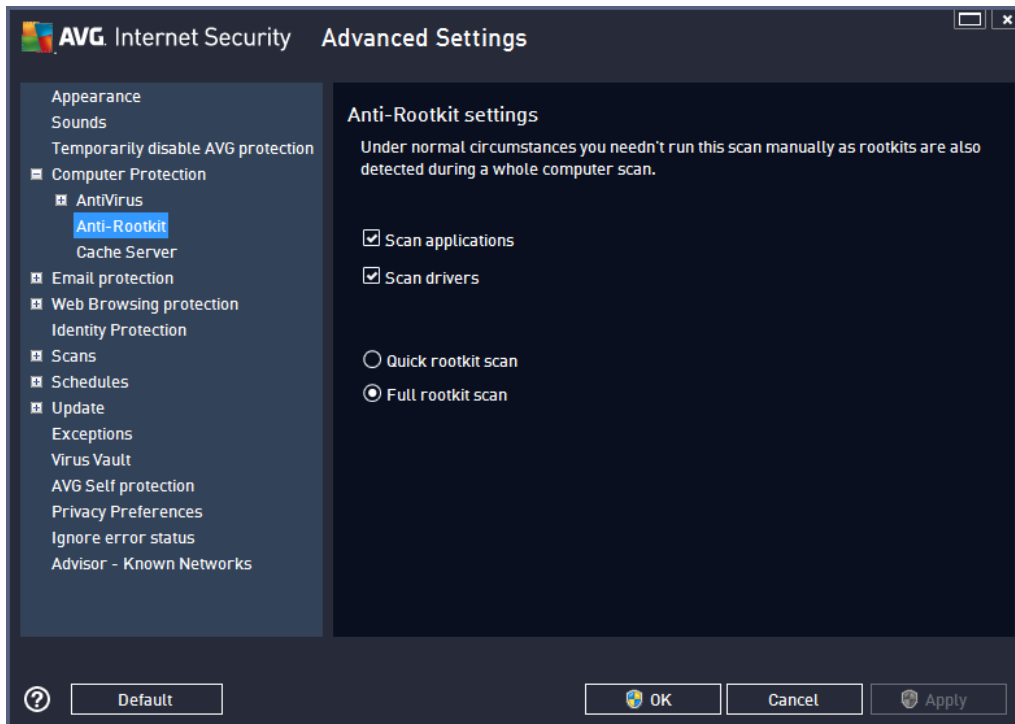 AVG. Internet Security Advanced Settings
Appearance
Sounds
Temporarily disable AVG protection
Computer Protection
AntiVirus
Anti-Rootkit
Cache Server
Email protection
Web Browsing protection
Identity Protection
Scans
Schedules
Update
Exceptions
Virus Vault
AVG Self protection
Privacy Preferences
Ignore error status
Advisor - Known Networks
Anti-Rootkit settings
Under normal circumstances you needn't run this scan manually as rootkits are also
detected during a whole computer scan.
Scan applications
Scan drivers
Quick rootkit scan
Full rootkit scan
Default
OK
Cancel
Apply